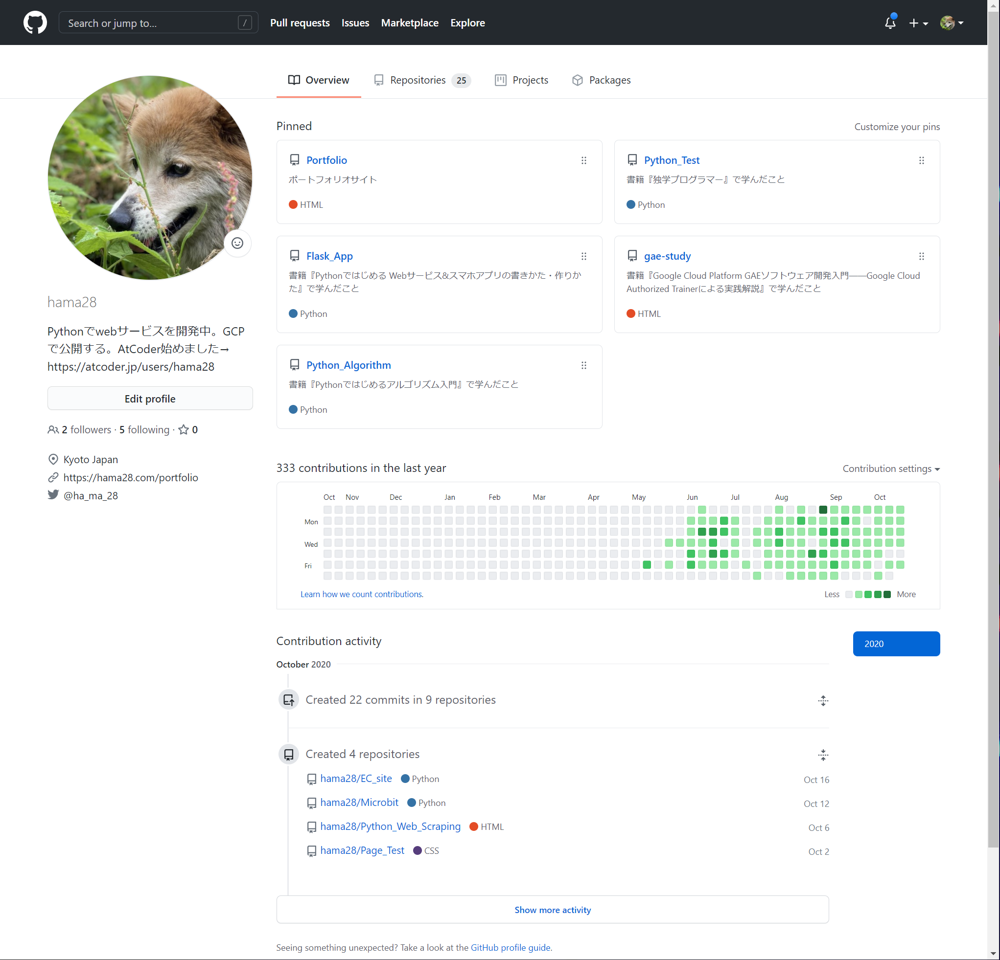 Search or jump to...
/
Pull requests
Issues
Marketplace
Explore
Overview
Repositories 25
Projects
Packages
hama28
Pythonでwebサービスを開発中。GCP
で公開する。AtCoder始めました→
https://atcoder.jp/users/hama28
Edit profile
2 followers · 5 following · 0
Kyoto Japan
https://hama28.com/portfolio
@ha_ma_28
Pinned
Customize your pins
Portfolio
ポートフォリオサイト
HTML
Python_Test
書籍『独学プログラマー』で学んだこと
Python
Flask_App
書籍『Pythonではじめる Webサービス&スマホアプリの書きかた・作りか
た』で学んだこと
Python
gae-study
書籍『Google Cloud Platform GAEソフトウェア開発入門――Google Cloud
Authorized Trainerによる実践解説』で学んだこと
HTML
Python_Algorithm
書籍『Pythonではじめるアルゴリズム入門』で学んだこと
Python
333 contributions in the last year
Contribution settings
Oct Nov Dec Jan Feb Mar Apr May Jun Jul Aug Sep Oct
Mon
Wed
Fri
Learn how we count contributions.
Less
More
Contribution activity
2020
October 2020
Created 22 commits in 9 repositories
Created 4 repositories
hama28/EC_site Python Oct 16
hama28/Microbit Python Oct 12
hama28/Python_Web_Scraping HTML Oct 6
hama28/Page_Test CSS Oct 2
Show more activity
Seeing something unexpected? Take a look at the GitHub profile guide.